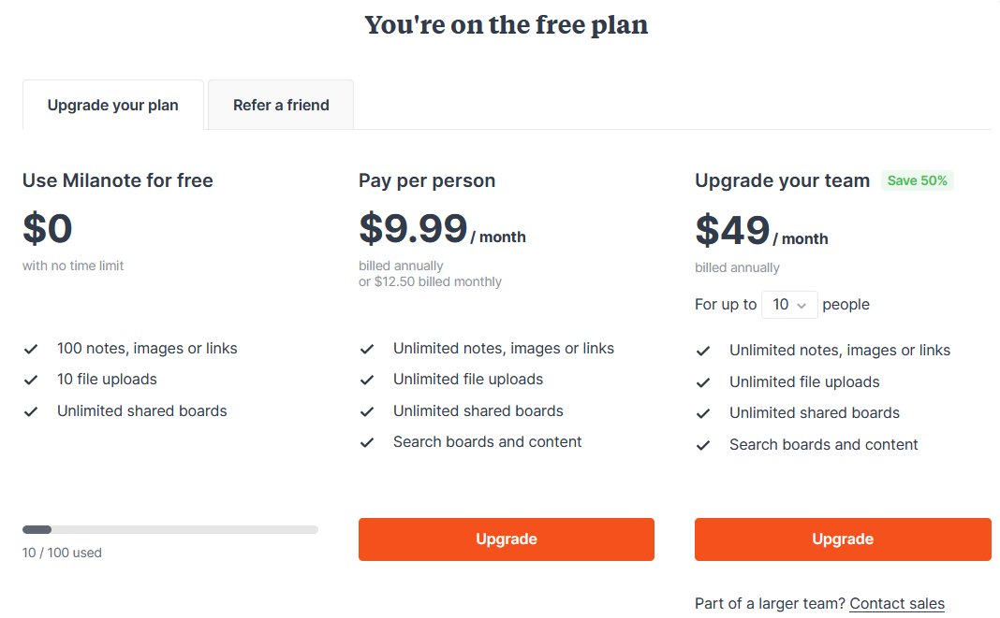 You're on the free plan
Upgrade your plan
Refer a friend
Use Milanote for free
$0
with no time limit
100 notes, images or links
10 file uploads
Unlimited shared boards
10 / 100 used
Pay per person
$9.99 / month
billed annually
or $12.50 billed monthly
Unlimited notes, images or links
Unlimited file uploads
Unlimited shared boards
Search boards and content
Upgrade
Upgrade your team Save 50%
$49 / month
billed annually
For up to 10 people
Unlimited notes, images or links
Unlimited file uploads
Unlimited shared boards
Search boards and content
Upgrade
Part of a larger team? Contact sales